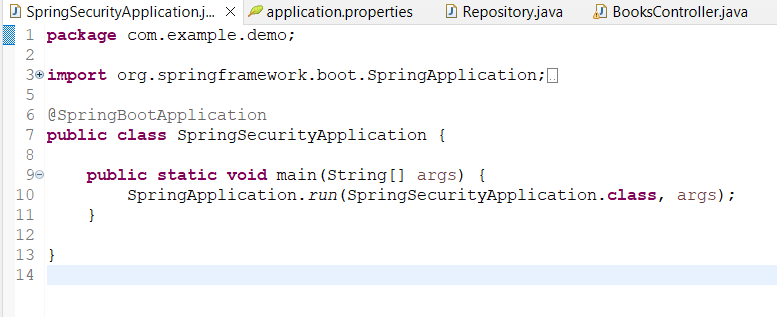 SpringSecurityApplication.j... application.properties Repository.java BooksController.java
1 package com.example.demo;
2
3 import org.springframework.boot.SpringApplication;
5
6 @SpringBootApplication
7 public class SpringSecurityApplication {
8
9 public static void main(String[] args) {
10 SpringApplication.run(SpringSecurityApplication.class, args);
11 }
12
13 }
14